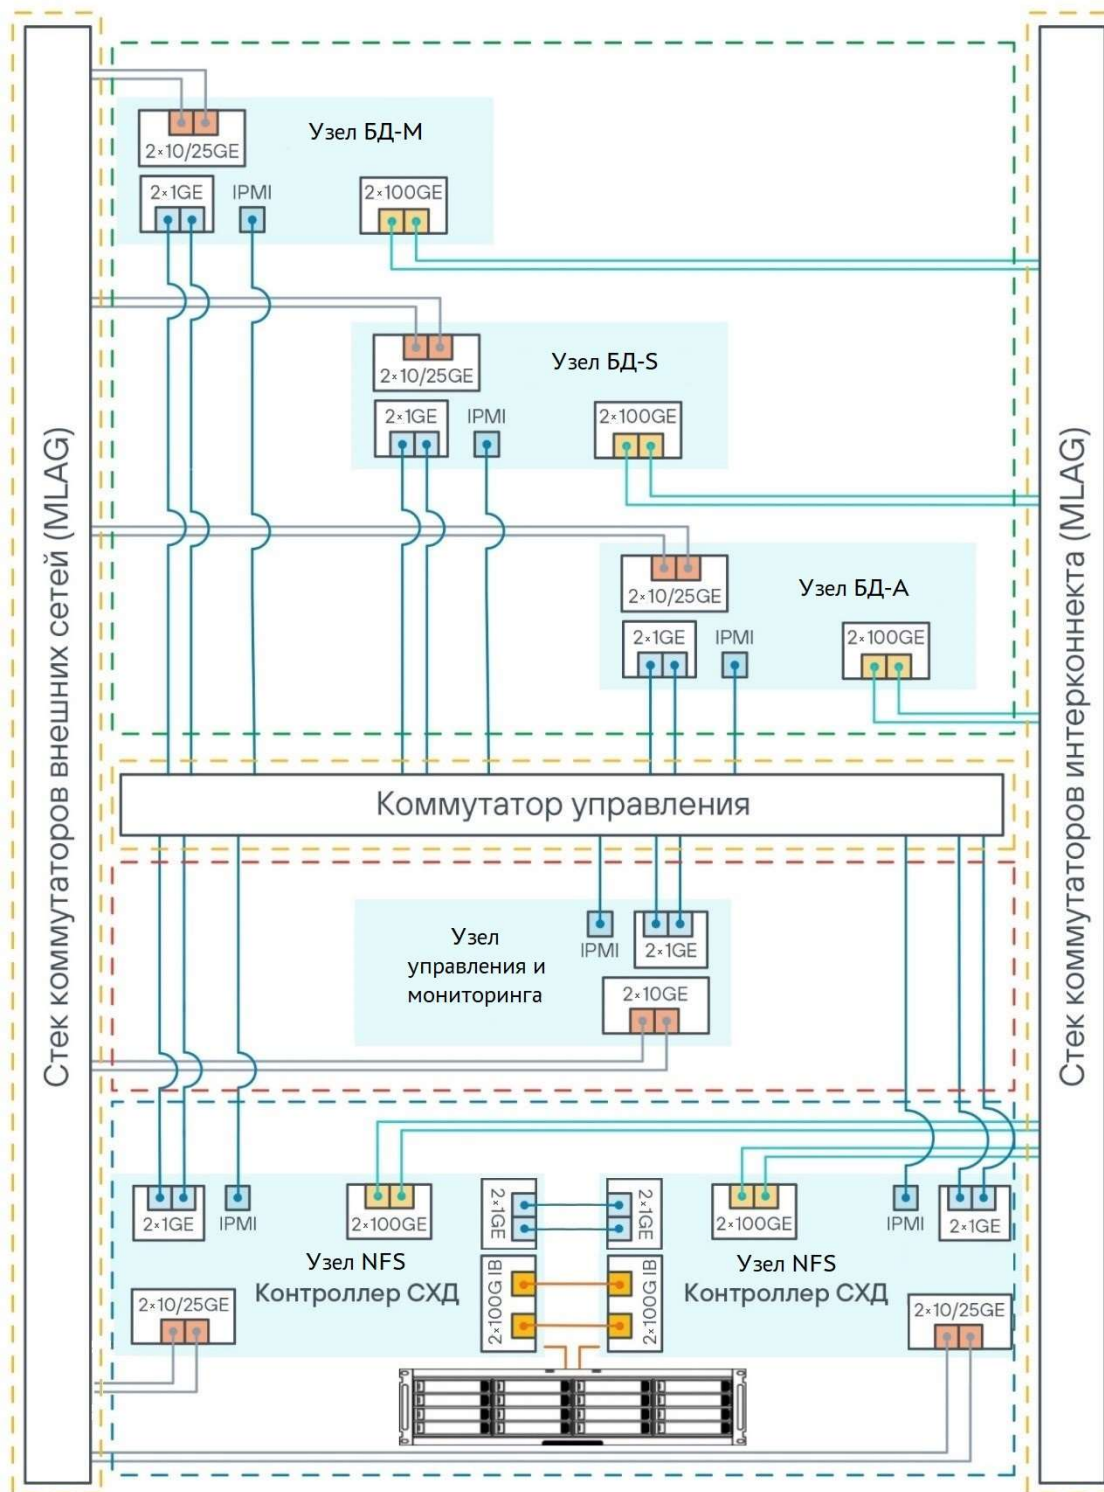 Стек коммутаторов внешних сетей (MLAG)
Стек коммутаторов интерконнекта (MLAG)
Узел БД-M
2×10/25GE
2×1GE
IPMI
2×100GE
Узел БД-S
2×10/25GE
2×1GE
IPMI
2×100GE
Узел БД-A
2×10/25GE
2×1GE
IPMI
2×100GE
Коммутатор управления
Узел
управления и
мониторинга
IPMI
2×1GE
2×10GE
2×1GE
IPMI
2×100GE
2×1GE
2×1GE
2×100GE
IPMI
2×1GE
Узел NFS
Контроллер СХД
Узел NFS
Контроллер СХД
2×10/25GE
2×100G IB
2×100G IB
2×10/25GE